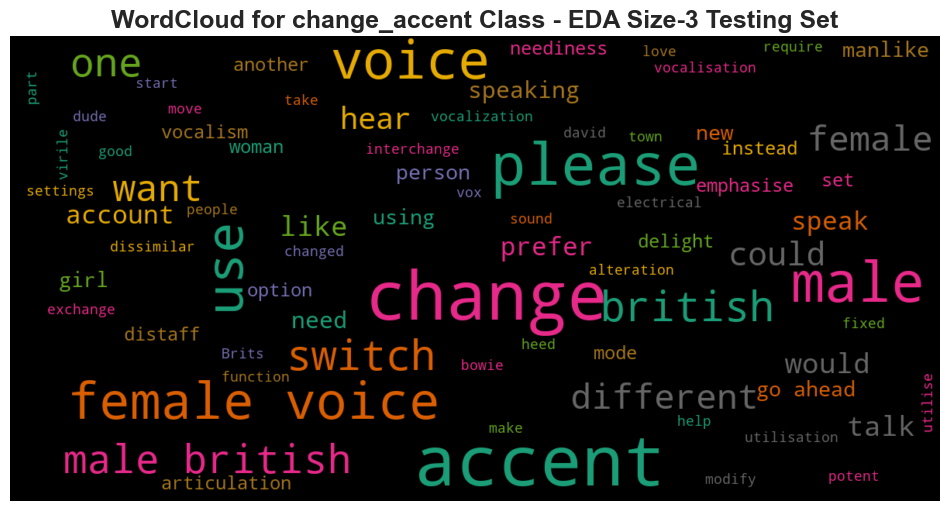 WordCloud for change_accent Class - EDA Size-3 Testing Set
one
voice
neediness
love
require
manlike
another
vocalisation
part
start
speaking
move
take
hear
vocalization
dude
vocalism
david
town
new
female
virile
good
woman
interchange
please
instead
person
emphasise
set
settings
want
vox
account
people
electrical
like
using
sound
speak
use
dissimilar
changed
prefer
delight
could
girl
option
change
alteration
male
exchange
need
british
distaff
fixed
Brits
switch
heed
mode
function
bowie
would
female voice
different
go ahead
help
utilise
make
talk
male british
accent
utilisation
articulation
modify
potent